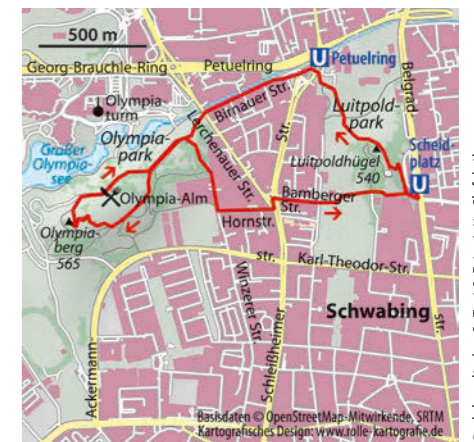 500 m
Georg-Brauchle-Ring
Petuelring
U Petuelring
Belgrad
Olympia-
turm
Birnauer Str.
Luitpold-
park
Lerchenauer Str.
Str.
Olympia-
park
Großer
Olympia-
see
Luitpoldhügel
540
Scheid-
platz
U
Olympia-Alm
Bamberger
Str.
Olympia-
berg
565
Hornstr.
str.
Karl-Theodor-Str.
Winzerer Str.
Schwabing
str.
Schleißheimer
Ackermann
Basisdaten © OpenStreetMap-Mitwirkende, SRTM
Kartografisches Design: www.rolle-kartografie.de